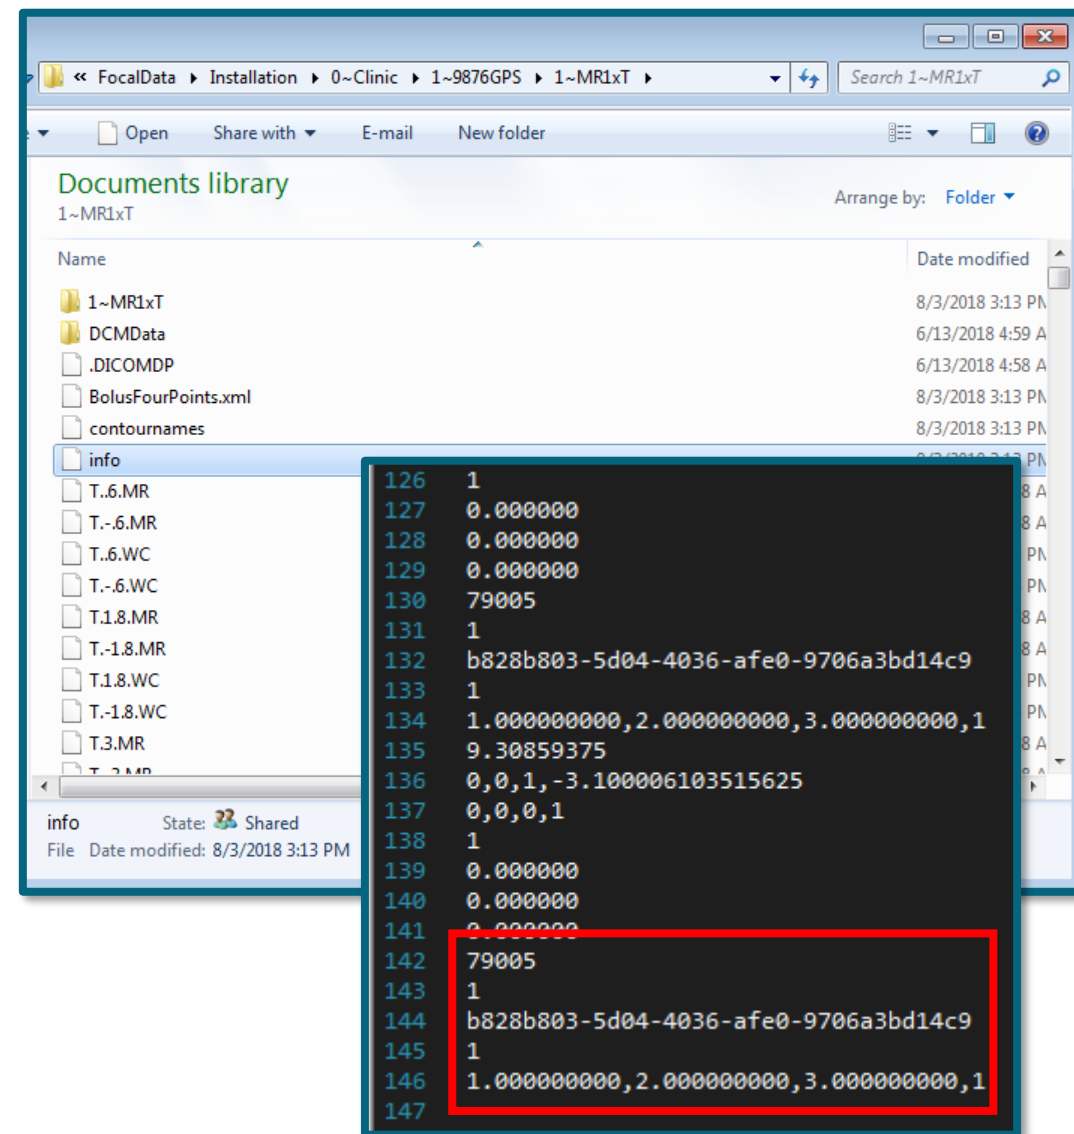 « FocalData ▸ Installation ▸ 0~Clinic ▸ 1~9876GPS ▸ 1~MR1xT ▸ Search 1~MR1xT
Open Share with E-mail New folder
Documents library
1~MR1xT
Arrange by: Folder
Name Date modified
1~MR1xT 8/3/2018 3:13 PM
DCMData 6/13/2018 4:59 A
.DICOMDP 6/13/2018 4:58 A
BolusFourPoints.xml 8/3/2018 3:13 PM
contournames 8/3/2018 3:13 PM
info
T..6.MR
T.-.6.MR
T..6.WC
T.-.6.WC
T.1.8.MR
T.-1.8.MR
T.1.8.WC
T.-1.8.WC
T.3.MR
info State: Shared
File Date modified: 8/3/2018 3:13 PM
126 1
127 0.000000
128 0.000000
129 0.000000
130 79005
131 1
132 b828b803-5d04-4036-afe0-9706a3bd14c9
133 1
134 1.000000000,2.000000000,3.000000000,1
135 9.30859375
136 0,0,1,-3.100006103515625
137 0,0,0,1
138 1
139 0.000000
140 0.000000
141 0.000000
142 79005
143 1
144 b828b803-5d04-4036-afe0-9706a3bd14c9
145 1
146 1.000000000,2.000000000,3.000000000,1
147